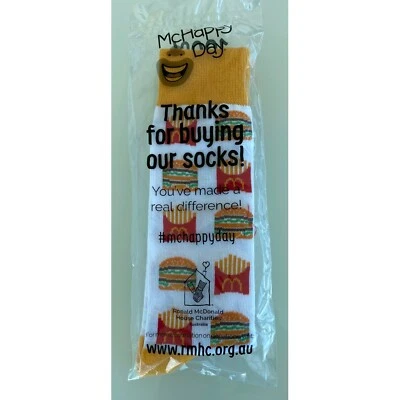 McHappy
Day
Thanks
for buying
our socks!
You've made a
real difference!
#mchappyday
Ronald McDonald
House Charities
Australia
www.rmhc.org.au